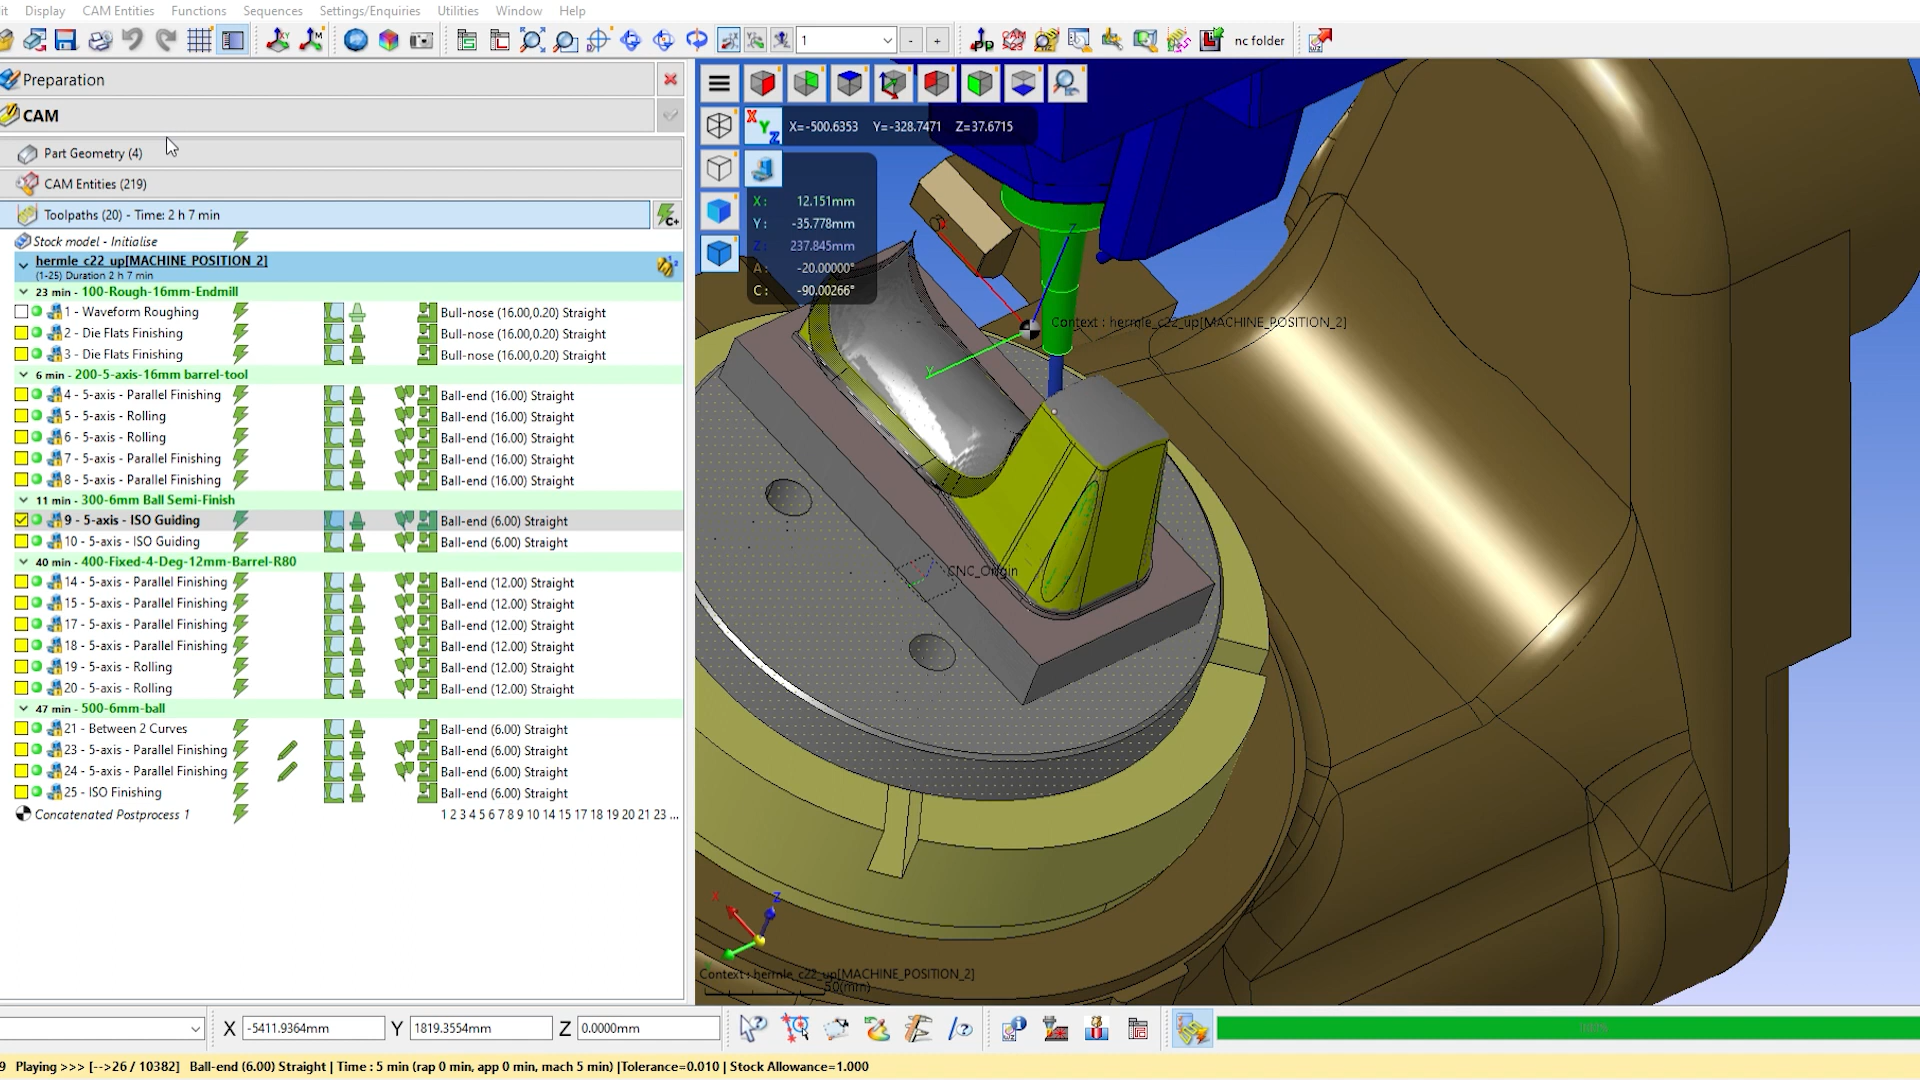 it Display CAM Entities Functions Sequences Settings/Enquiries Utilities Window Help
1 - + PP nc folder
Preparation
CAM
Part Geometry (4)
CAM Entities (219)
Toolpaths (20) - Time: 2 h 7 min
Stock model - Initialise
hermle_c22_up[MACHINE_POSITION_2]
(1-25) Duration 2 h 7 min
23 min - 100-Rough-16mm-Endmill
1 - Waveform Roughing Bull-nose (16.00,0.20) Straight
2 - Die Flats Finishing Bull-nose (16.00,0.20) Straight
3 - Die Flats Finishing Bull-nose (16.00,0.20) Straight
6 min - 200-5-axis-16mm barrel-tool
4 - 5-axis - Parallel Finishing Ball-end (16.00) Straight
5 - 5-axis - Rolling Ball-end (16.00) Straight
6 - 5-axis - Rolling Ball-end (16.00) Straight
7 - 5-axis - Parallel Finishing Ball-end (16.00) Straight
8 - 5-axis - Parallel Finishing Ball-end (16.00) Straight
11 min - 300-6mm Ball Semi-Finish
9 - 5-axis - ISO Guiding Ball-end (6.00) Straight
10 - 5-axis - ISO Guiding Ball-end (6.00) Straight
40 min - 400-Fixed-4-Deg-12mm-Barrel-R80
14 - 5-axis - Parallel Finishing Ball-end (12.00) Straight
15 - 5-axis - Parallel Finishing Ball-end (12.00) Straight
17 - 5-axis - Parallel Finishing Ball-end (12.00) Straight
18 - 5-axis - Parallel Finishing Ball-end (12.00) Straight
19 - 5-axis - Rolling Ball-end (12.00) Straight
20 - 5-axis - Rolling Ball-end (12.00) Straight
47 min - 500-6mm-ball
21 - Between 2 Curves Ball-end (6.00) Straight
23 - 5-axis - Parallel Finishing Ball-end (6.00) Straight
24 - 5-axis - Parallel Finishing Ball-end (6.00) Straight
25 - ISO Finishing Ball-end (6.00) Straight
Concatenated Postprocess 1 1 2 3 4 5 6 7 8 9 10 14 15 17 18 19 20 21 23 ...
X Y Z X=-500.6353 Y=-328.7471 Z=37.6715
X: 12.151mm
Y: -35.778mm
Z: 237.845mm
A: -20.00000°
C: -90.00266°
Z
Context : hermle_c22_up[MACHINE_POSITION_2]
Y
CNC_Origin
X Z
Context : hermle_c22_up[MACHINE_POSITION_2]
50(mm)
X -5411.9364mm Y 1819.3554mm Z 0.0000mm
100%
9 Playing >>> [-->26 / 10382] Ball-end (6.00) Straight | Time : 5 min (rap 0 min, app 0 min, mach 5 min) |Tolerance=0.010 | Stock Allowance=1.000